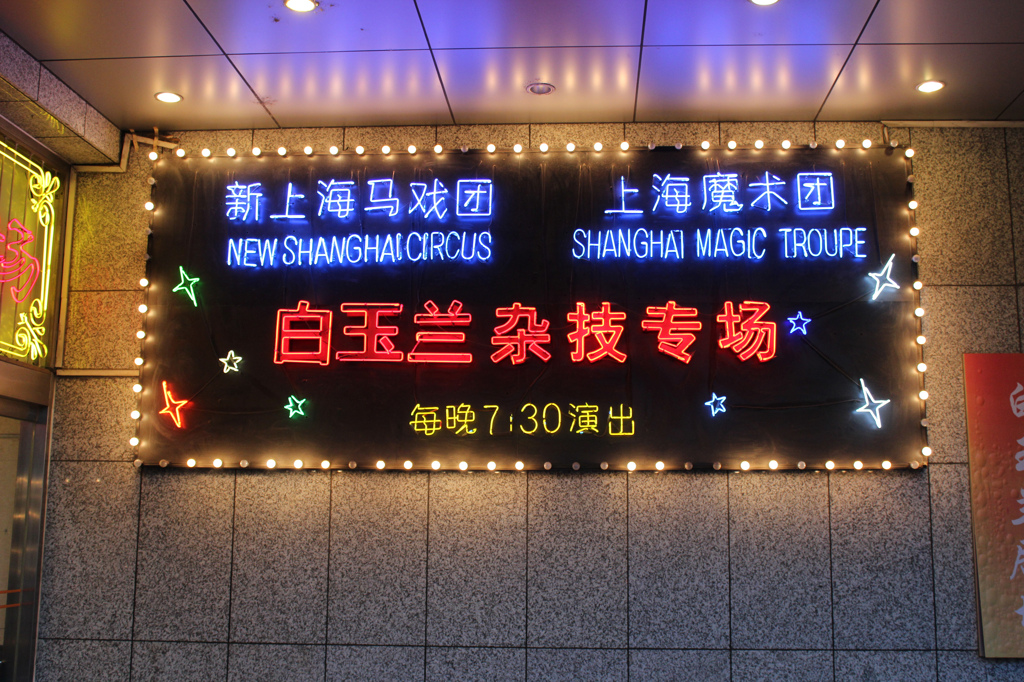 新上海马戏团
NEW SHANGHAI CIRCUS
上海魔术团
SHANGHAI MAGIC TROUPE
白玉兰杂技专场
每晚7:30演出